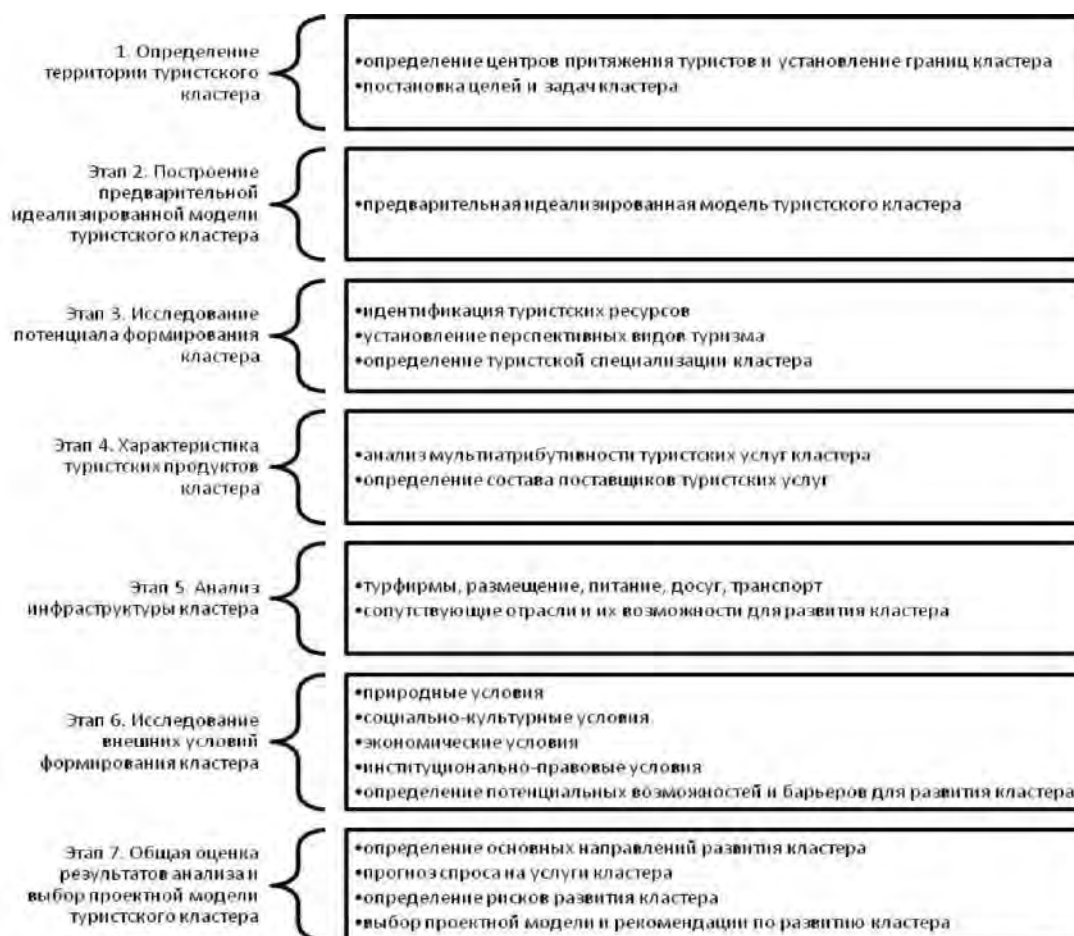 1. Определение
территории туристского
кластера
•определение центров притяжения туристов и установление границ кластера
•постановка целей и задач кластера
Этап 2. Построение
предварительной
идеализированной модели
туристского кластера
•предварительная идеализированная модель туристского кластера
Этап 3. Исследование
потенциала формирования
кластера
•идентификация туристских ресурсов
•установление перспективных видов туризма
•определение туристской специализации кластера
Этап 4. Характеристика
туристских продуктов
кластера
•анализ мультиатрибутивности туристских услуг кластера
•определение состава поставщиков туристских услуг
Этап 5. Анализ
инфраструктуры кластера
•турфирмы, размещение, питание, досуг, транспорт
•сопутствующие отрасли и их возможности для развития кластера
Этап 6. Исследование
внешних условий
формирования кластера
•природные условия
•социально-культурные условия
•экономические условия
•институционально-правовые условия
•определение потенциальных возможностей и барьеров для развития кластера
Этап 7. Общая оценка
результатов анализа и
выбор проектной модели
туристского кластера
•определение основных направлений развития кластера
•прогноз спроса на услуги кластера
•определение рисков развития кластера
•выбор проектной модели и рекомендации по развитию кластера